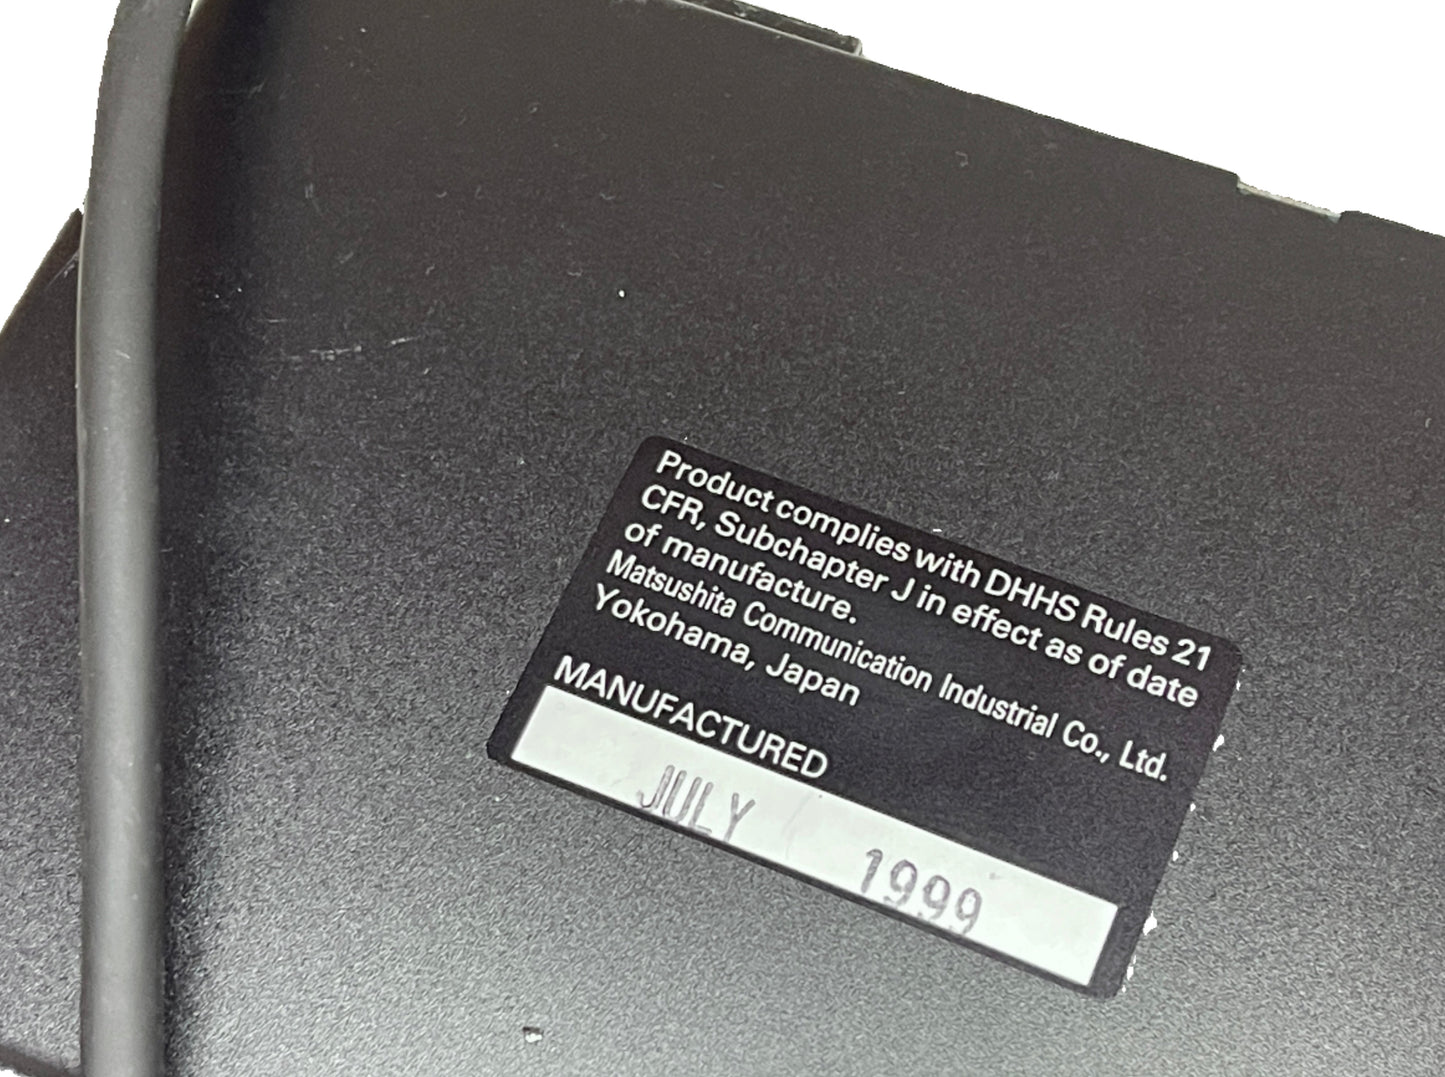 Product complies with DHHS Rules 21
CFR, Subchapter J in effect as of date
of manufacture.
Matsushita Communication Industrial Co., Ltd.
Yokohama, Japan
MANUFACTURED
JULY 1999